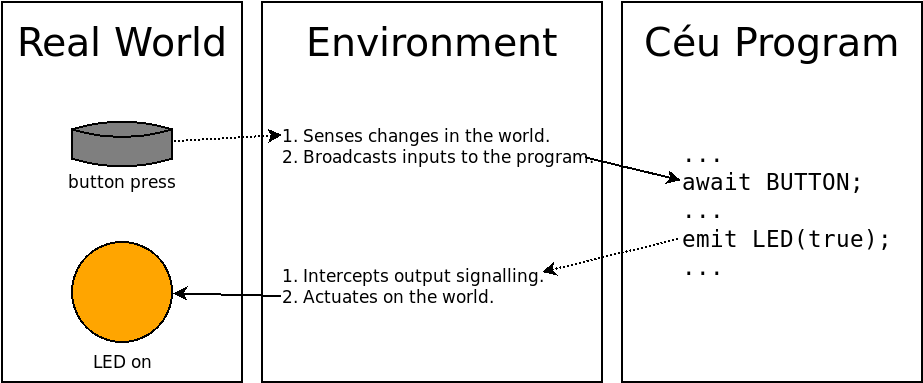 Real World
Environment
Céu Program
button press
1. Senses changes in the world.
2. Broadcasts inputs to the program.
...
await BUTTON;
...
emit LED(true);
...
1. Intercepts output signalling.
2. Actuates on the world.
LED on